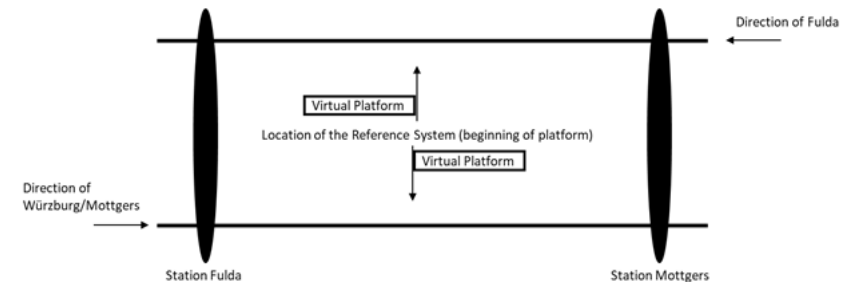 Direction of Fulda
Virtual Platform
Location of the Reference System (beginning of platform)
Virtual Platform
Direction of
Würzburg/Mottgers
Station Fulda
Station Mottgers